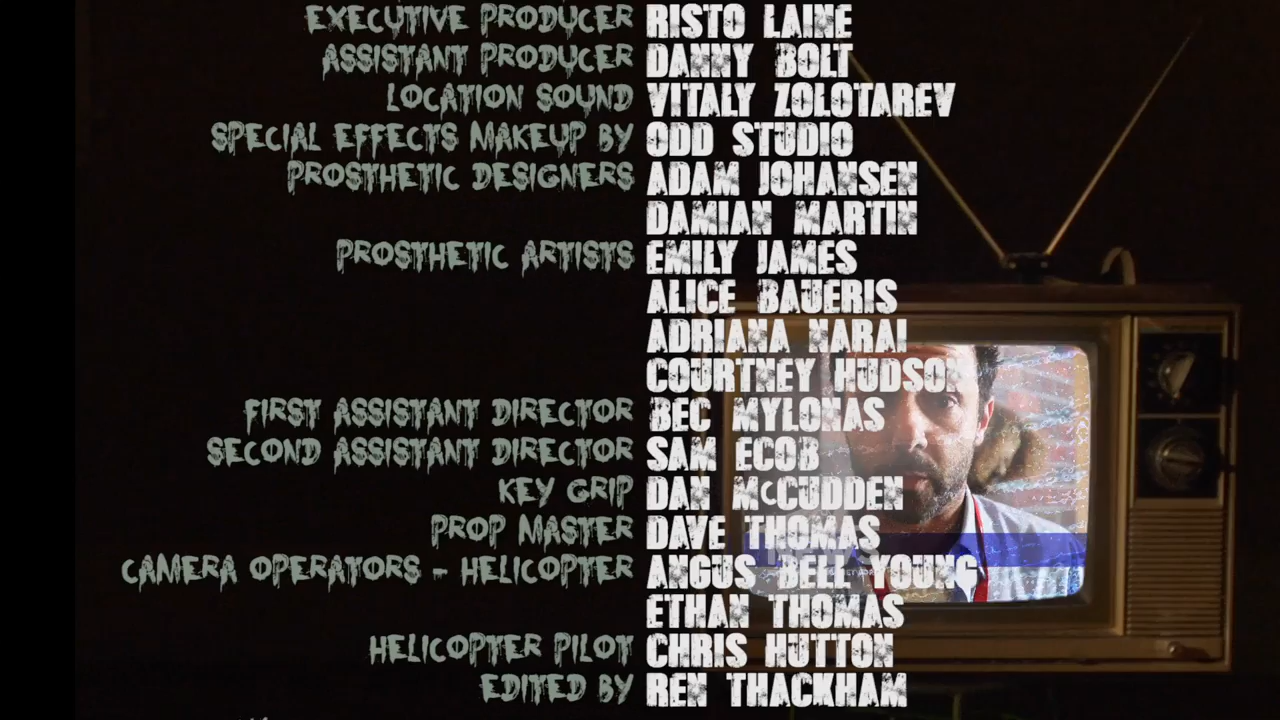 EXECUTIVE PRODUCER RISTO LAINE
ASSISTANT PRODUCER DANNY BOLT
LOCATION SOUND VITALY ZOLOTAREV
SPECIAL EFFECTS MAKEUP BY ODD STUDIO
PROSTHETIC DESIGNERS ADAM JOHANSEN
DAMIAN MARTIN
PROSTHETIC ARTISTS EMILY JAMES
ALICE BAUERIS
ADRIANA NARAI
COURTNEY HUDSON
FIRST ASSISTANT DIRECTOR BEC MYLONAS
SECOND ASSISTANT DIRECTOR SAM ECOB
KEY GRIP DAN McCUDDEN
PROP MASTER DAVE THOMAS
CAMERA OPERATORS - HELICOPTER ANGUS BELL YOUNG
ETHAN THOMAS
HELICOPTER PILOT CHRIS HUTTON
EDITED BY REN THACKHAM